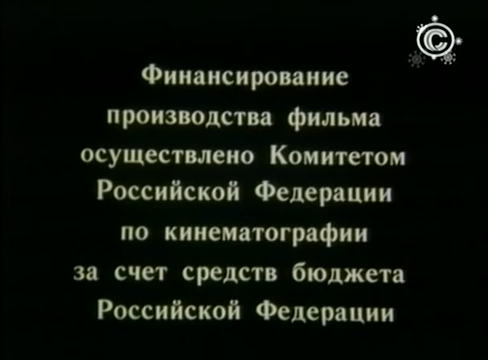 Финансирование
производства фильма
осуществлено Комитетом
Российской Федерации
по кинематографии
за счет средств бюджета
Российской Федерации